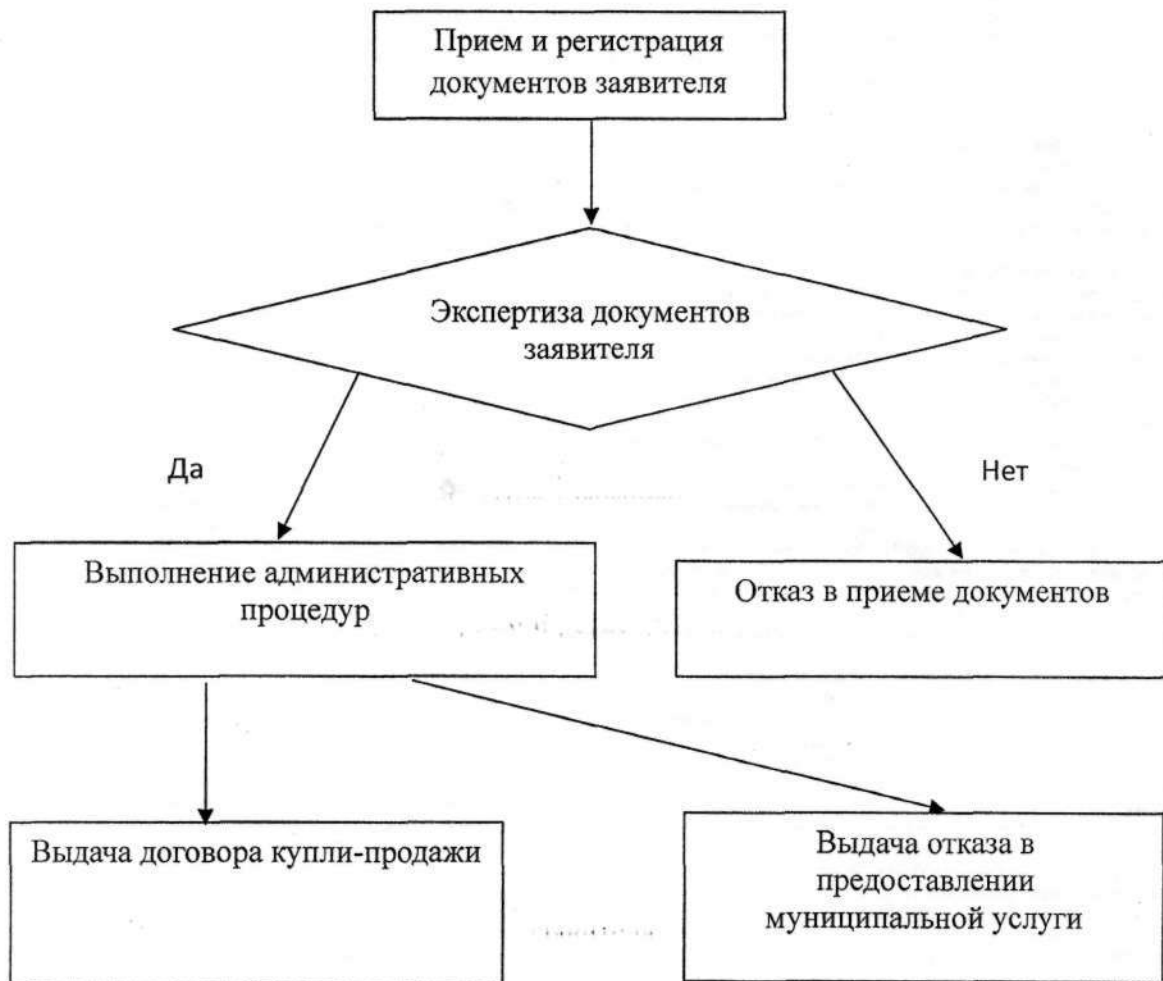 Прием и регистрация
документов заявителя
Экспертиза документов
заявителя
Да
Нет
Выполнение административных
процедур
Отказ в приеме документов
Выдача договора купли-продажи
Выдача отказа в
предоставлении
муниципальной услуги